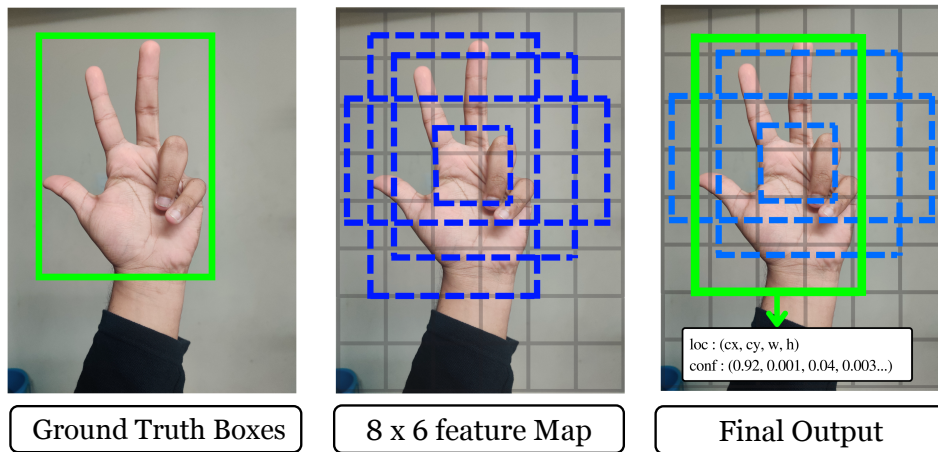 loc : (cx, cy, w, h)
conf : (0.92, 0.001, 0.04, 0.003...)
Ground Truth Boxes
8 x 6 feature Map
Final Output